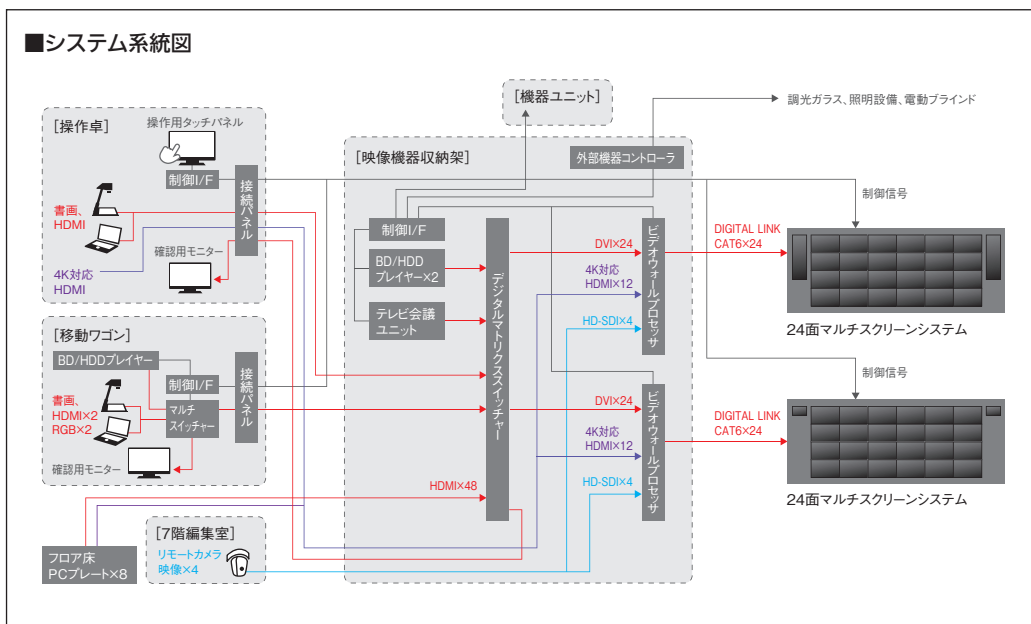 ■システム系統図
[機器ユニット]
調光ガラス、照明設備、電動ブラインド
[操作卓]
操作用タッチパネル
制御I/F
接続パネル
書画、
HDMI
確認用モニター
4K対応
HDMI
[移動ワゴン]
BD/HDDプレイヤー
制御I/F
接続パネル
書画、
HDMI×2
RGB×2
マルチ
スイッチャー
確認用モニター
フロア床
PCプレート×8
[7階編集室]
リモートカメラ
映像×4
[映像機器収納架]
外部機器コントローラ
制御I/F
BD/HDD
プレイヤー×2
テレビ会議
ユニット
HDMI×48
デジタルマトリクススイッチャー
DVI×24
4K対応
HDMI×12
HD-SDI×4
ビデオウォールプロセッサ
DVI×24
4K対応
HDMI×12
HD-SDI×4
ビデオウォールプロセッサ
制御信号
DIGITAL LINK
CAT6×24
24面マルチスクリーンシステム
制御信号
DIGITAL LINK
CAT6×24
24面マルチスクリーンシステム